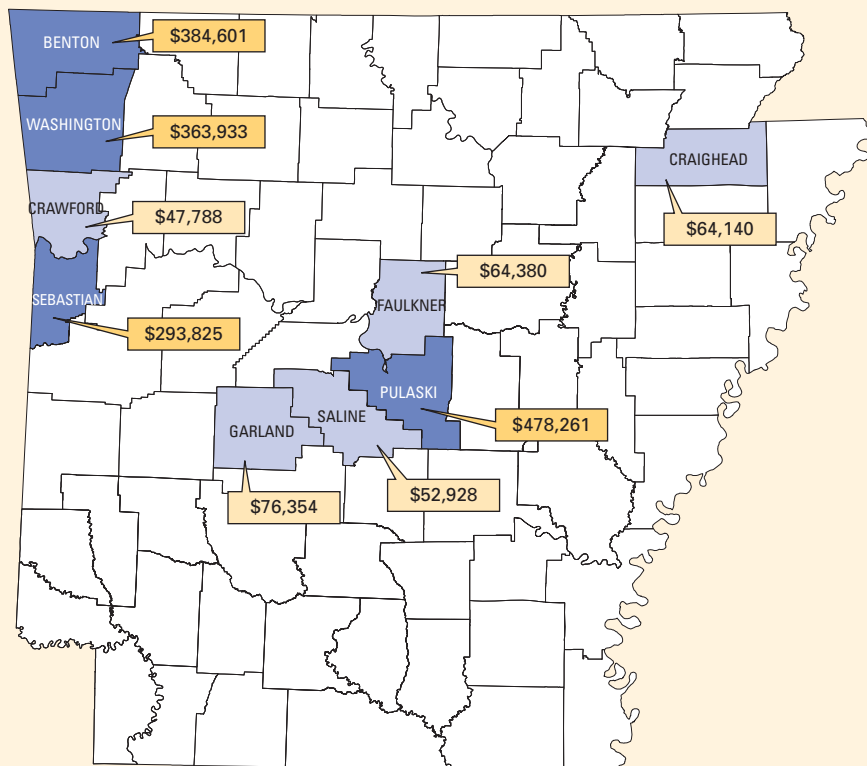 BENTON
$384,601
WASHINGTON
$363,933
CRAIGHEAD
$64,140
CRAWFORD
$47,788
FAULKNER
$64,380
SEBASTIAN
$293,825
PULASKI
$478,261
SALINE
$52,928
GARLAND
$76,354